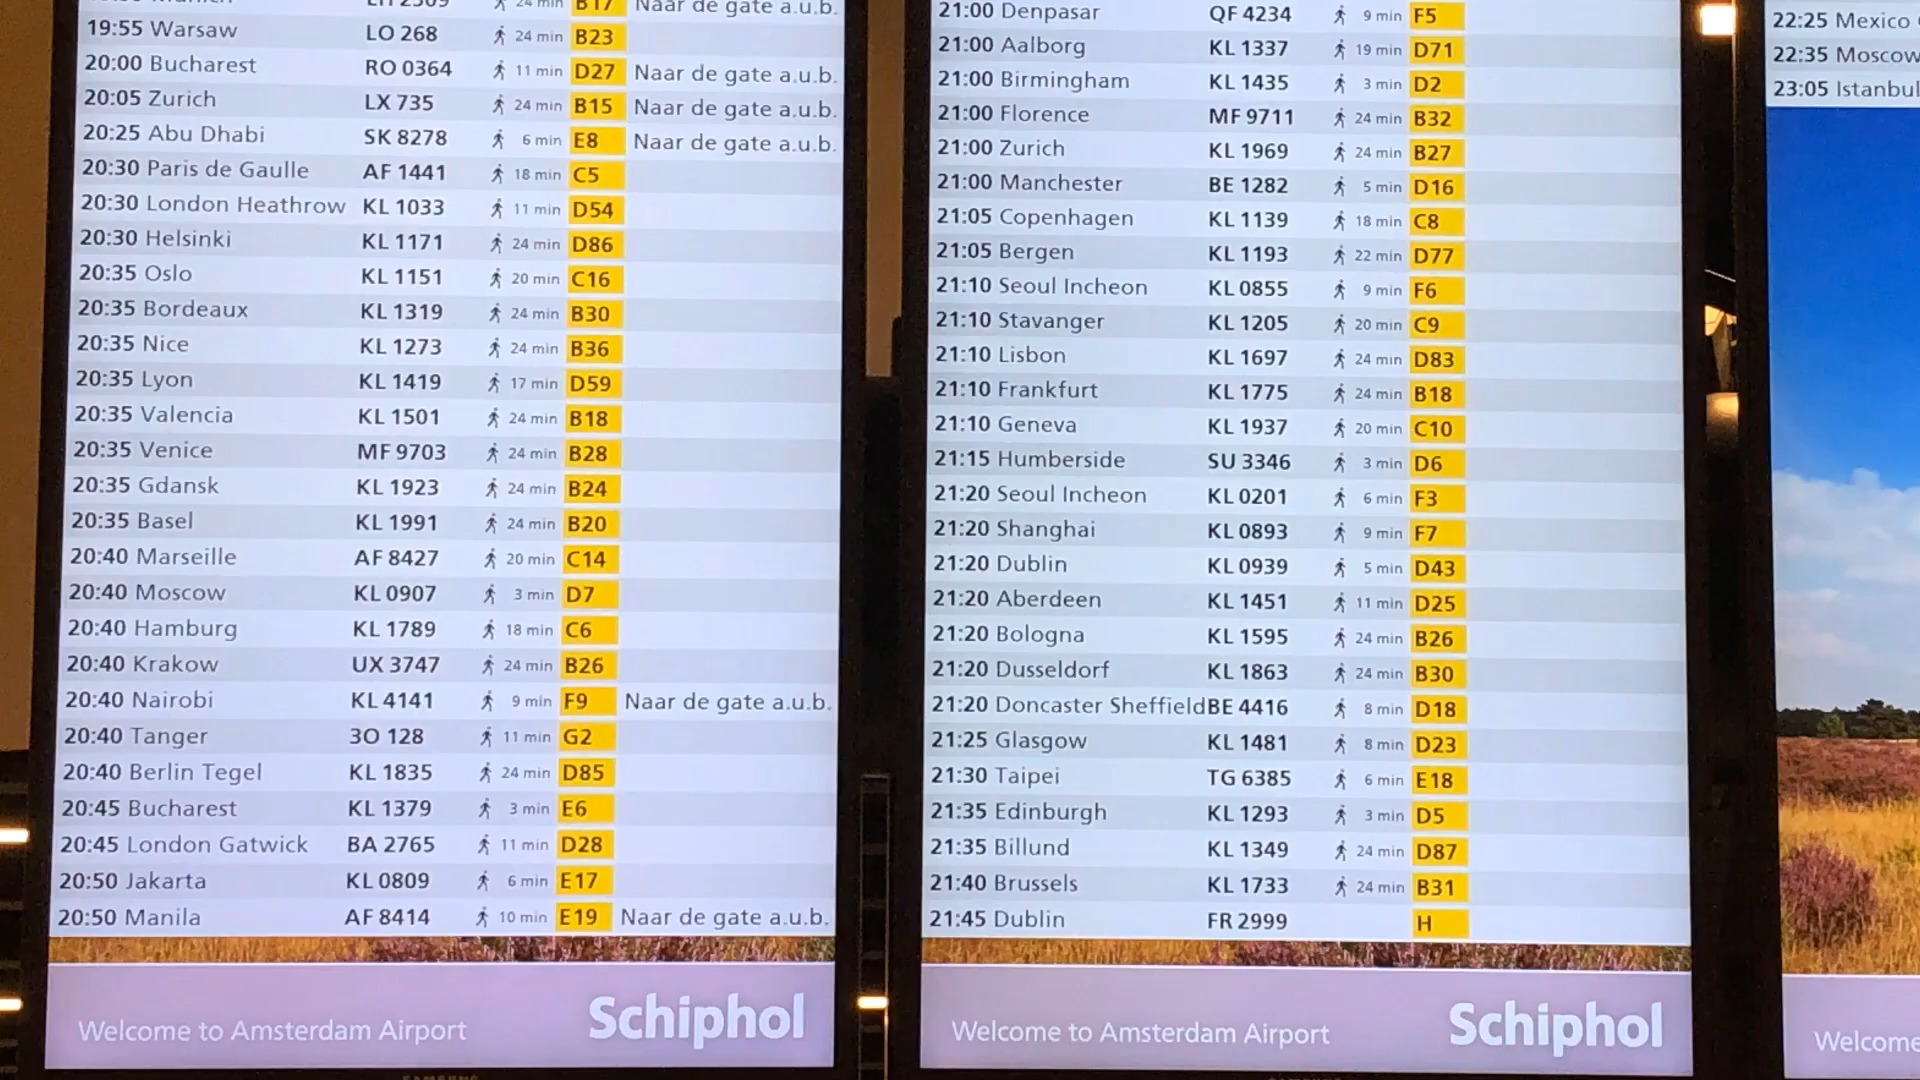 B17 Naar de gate a.u.b.
19:55 Warsaw LO 268 24 min B23
20:00 Bucharest RO 0364 11 min D27 Naar de gate a.u.b.
20:05 Zurich LX 735 24 min B15 Naar de gate a.u.b.
20:25 Abu Dhabi SK 8278 6 min E8 Naar de gate a.u.b.
20:30 Paris de Gaulle AF 1441 18 min C5
20:30 London Heathrow KL 1033 11 min D54
20:30 Helsinki KL 1171 24 min D86
20:35 Oslo KL 1151 20 min C16
20:35 Bordeaux KL 1319 24 min B30
20:35 Nice KL 1273 24 min B36
20:35 Lyon KL 1419 17 min D59
20:35 Valencia KL 1501 24 min B18
20:35 Venice MF 9703 24 min B28
20:35 Gdansk KL 1923 24 min B24
20:35 Basel KL 1991 24 min B20
20:40 Marseille AF 8427 20 min C14
20:40 Moscow KL 0907 3 min D7
20:40 Hamburg KL 1789 18 min C6
20:40 Krakow UX 3747 24 min B26
20:40 Nairobi KL 4141 9 min F9 Naar de gate a.u.b.
20:40 Tanger 3O 128 11 min G2
20:40 Berlin Tegel KL 1835 24 min D85
20:45 Bucharest KL 1379 3 min E6
20:45 London Gatwick BA 2765 11 min D28
20:50 Jakarta KL 0809 6 min E17
20:50 Manila AF 8414 10 min E19 Naar de gate a.u.b.
Welcome to Amsterdam Airport Schiphol
21:00 Denpasar QF 4234 9 min F5
21:00 Aalborg KL 1337 19 min D71
21:00 Birmingham KL 1435 3 min D2
21:00 Florence MF 9711 24 min B32
21:00 Zurich KL 1969 24 min B27
21:00 Manchester BE 1282 5 min D16
21:05 Copenhagen KL 1139 18 min C8
21:05 Bergen KL 1193 22 min D77
21:10 Seoul Incheon KL 0855 9 min F6
21:10 Stavanger KL 1205 20 min C9
21:10 Lisbon KL 1697 24 min D83
21:10 Frankfurt KL 1775 24 min B18
21:10 Geneva KL 1937 20 min C10
21:15 Humberside SU 3346 3 min D6
21:20 Seoul Incheon KL 0201 6 min F3
21:20 Shanghai KL 0893 9 min F7
21:20 Dublin KL 0939 5 min D43
21:20 Aberdeen KL 1451 11 min D25
21:20 Bologna KL 1595 24 min B26
21:20 Dusseldorf KL 1863 24 min B30
21:20 Doncaster Sheffield BE 4416 8 min D18
21:25 Glasgow KL 1481 8 min D23
21:30 Taipei TG 6385 6 min E18
21:35 Edinburgh KL 1293 3 min D5
21:35 Billund KL 1349 24 min D87
21:40 Brussels KL 1733 24 min B31
21:45 Dublin FR 2999 H
Welcome to Amsterdam Airport Schiphol
22:25 Mexico
22:35 Moscow
23:05 Istanbul
Welcome